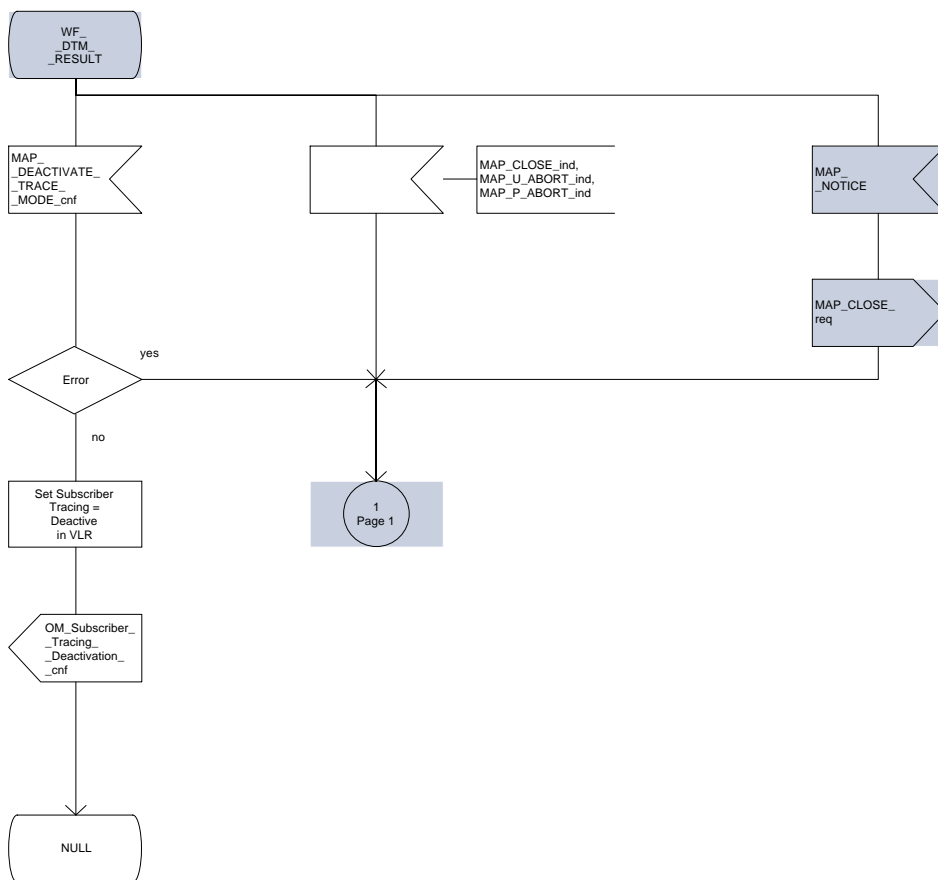 WF_
_DTM_
_RESULT
MAP_
_DEACTIVATE_
_TRACE_
_MODE_cnf
MAP_CLOSE_ind,
MAP_U_ABORT_ind,
MAP_P_ABORT_ind
MAP_
_NOTICE
MAP_CLOSE_
req
yes
Error
no
Set Subscriber
Tracing =
Deactive
in VLR
1
Page 1
OM_Subscriber_
_Tracing_
_Deactivation_
_cnf
NULL